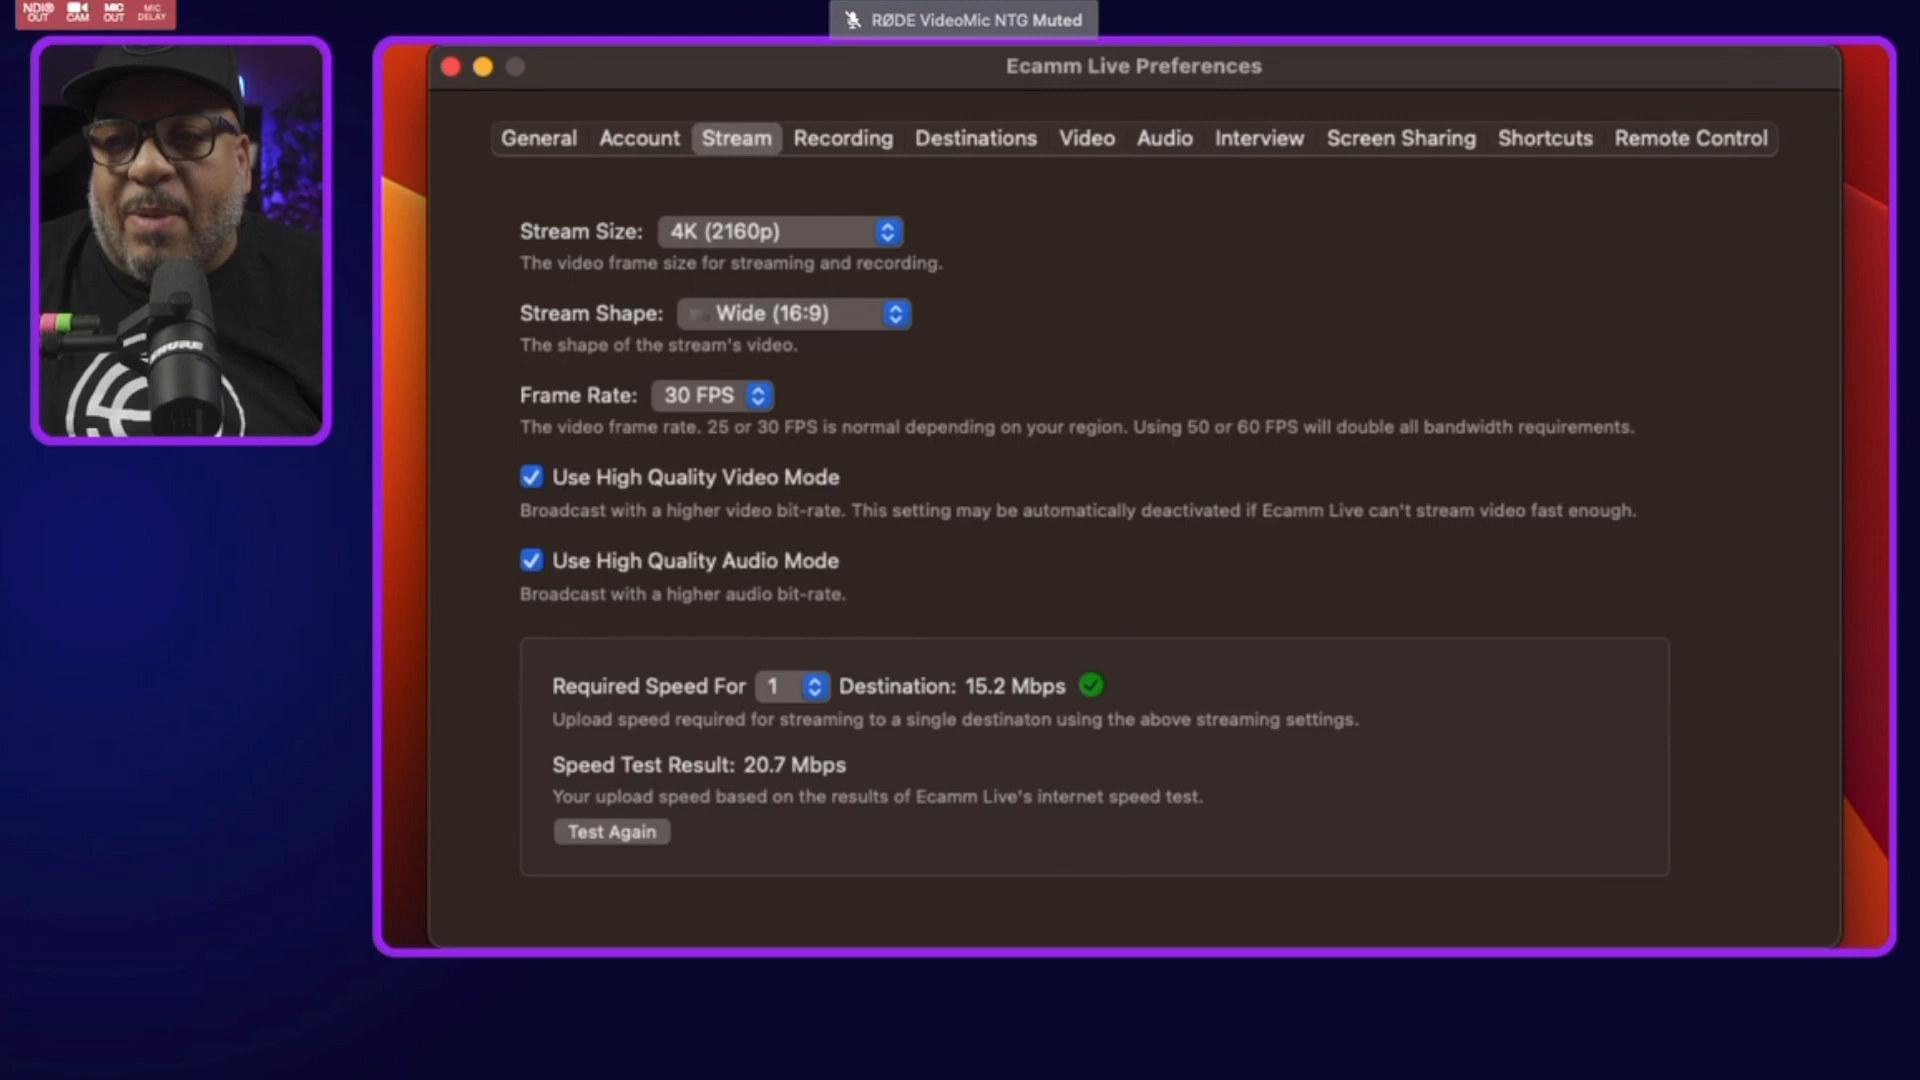 NDI® OUT
CAM
MIC OUT
MIC DELAY
RØDE VideoMic NTG Muted
Ecamm Live Preferences
General Account Stream Recording Destinations Video Audio Interview Screen Sharing Shortcuts Remote Control
Stream Size: 4K (2160p)
The video frame size for streaming and recording.
Stream Shape: Wide (16:9)
The shape of the stream's video.
Frame Rate: 30 FPS
The video frame rate. 25 or 30 FPS is normal depending on your region. Using 50 or 60 FPS will double all bandwidth requirements.
Use High Quality Video Mode
Broadcast with a higher video bit-rate. This setting may be automatically deactivated if Ecamm Live can't stream video fast enough.
Use High Quality Audio Mode
Broadcast with a higher audio bit-rate.
Required Speed For 1 Destination: 15.2 Mbps
Upload speed required for streaming to a single destinaton using the above streaming settings.
Speed Test Result: 20.7 Mbps
Your upload speed based on the results of Ecamm Live's internet speed test.
Test Again
SHURE